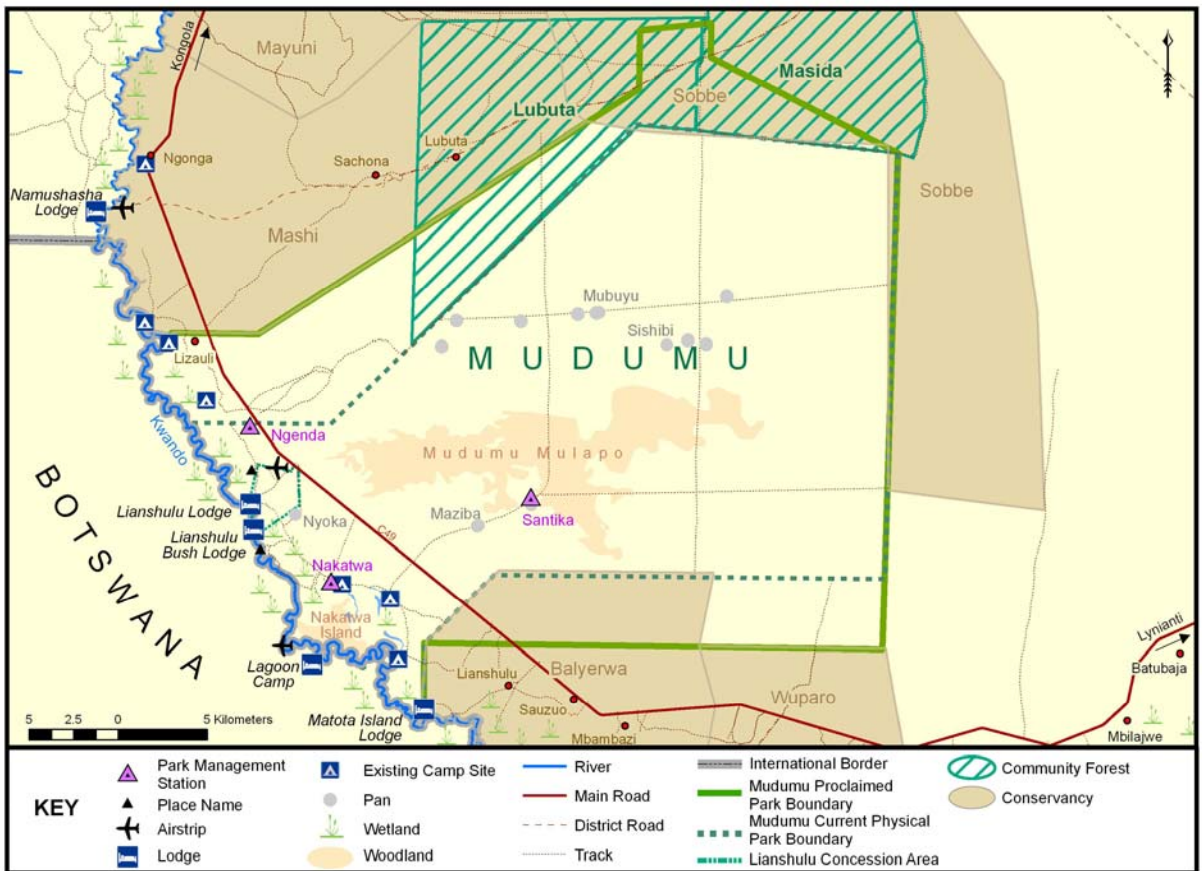 Kongola
Mayuni
Masida
Lubuta
Sobbe
Ngonga
Lubuta
Sachona
Sobbe
Namushasha
Lodge
Mashi
Mubuyu
Sishibi
Lizauli
MUDUMU
Kwando
Ngenda
Mudumu Mulapo
BOTSWANA
Lianshulu Lodge
Nyoka
Maziba
Santika
C49
Lianshulu
Bush Lodge
Nakatwa
Nakatwa
Island
Lagoon
Camp
Lianshulu
Balyerwa
Wuparo
Lynianti
Batubaja
Sauzuo
Matota Island
Lodge
Mbambazi
Mbilajwe
5 2.5 0 5 Kilometers
KEY
Park Management
Station
Place Name
Airstrip
Lodge
Existing Camp Site
Pan
Wetland
Woodland
River
Main Road
District Road
Track
International Border
Mudumu Proclaimed
Park Boundary
Mudumu Current Physical
Park Boundary
Lianshulu Concession Area
Community Forest
Conservancy